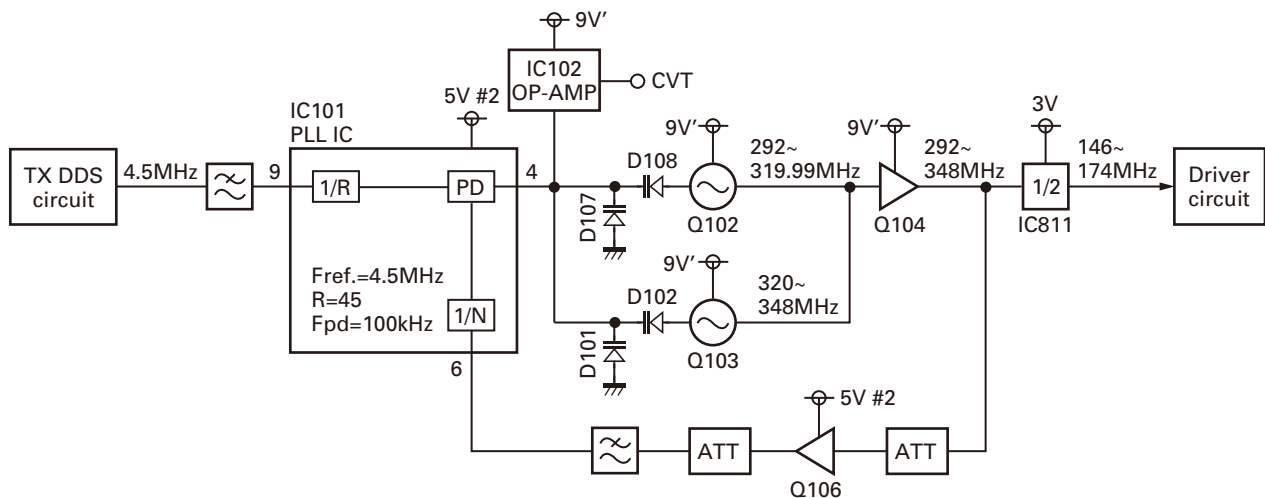 9V’
IC102
OP-AMP
CVT
IC101
PLL IC
5V #2
TX DDS
circuit
4.5MHz
9
1/R
PD
4
D108
D107
9V’
292~
319.99MHz
Q102
9V’
292~
348MHz
Q104
3V
1/2
IC811
146~
174MHz
Driver
circuit
Fref.=4.5MHz
R=45
Fpd=100kHz
1/N
6
D102
D101
9V’
320~
348MHz
Q103
5V #2
ATT
Q106
ATT